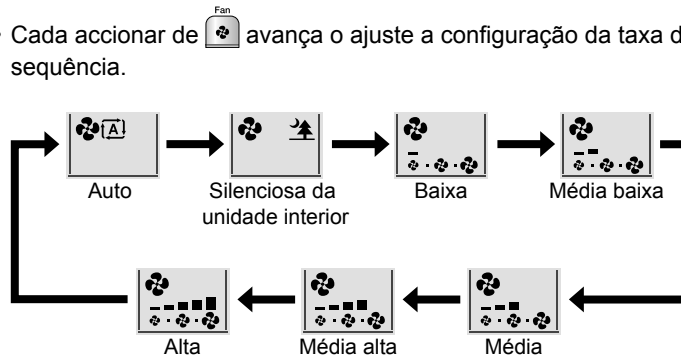 Fan
Cada accionar de avança o ajuste a configuração da taxa d
sequência.
A
Auto
Silenciosa da
unidade interior
Baixa
Média baixa
Alta
Média alta
Média